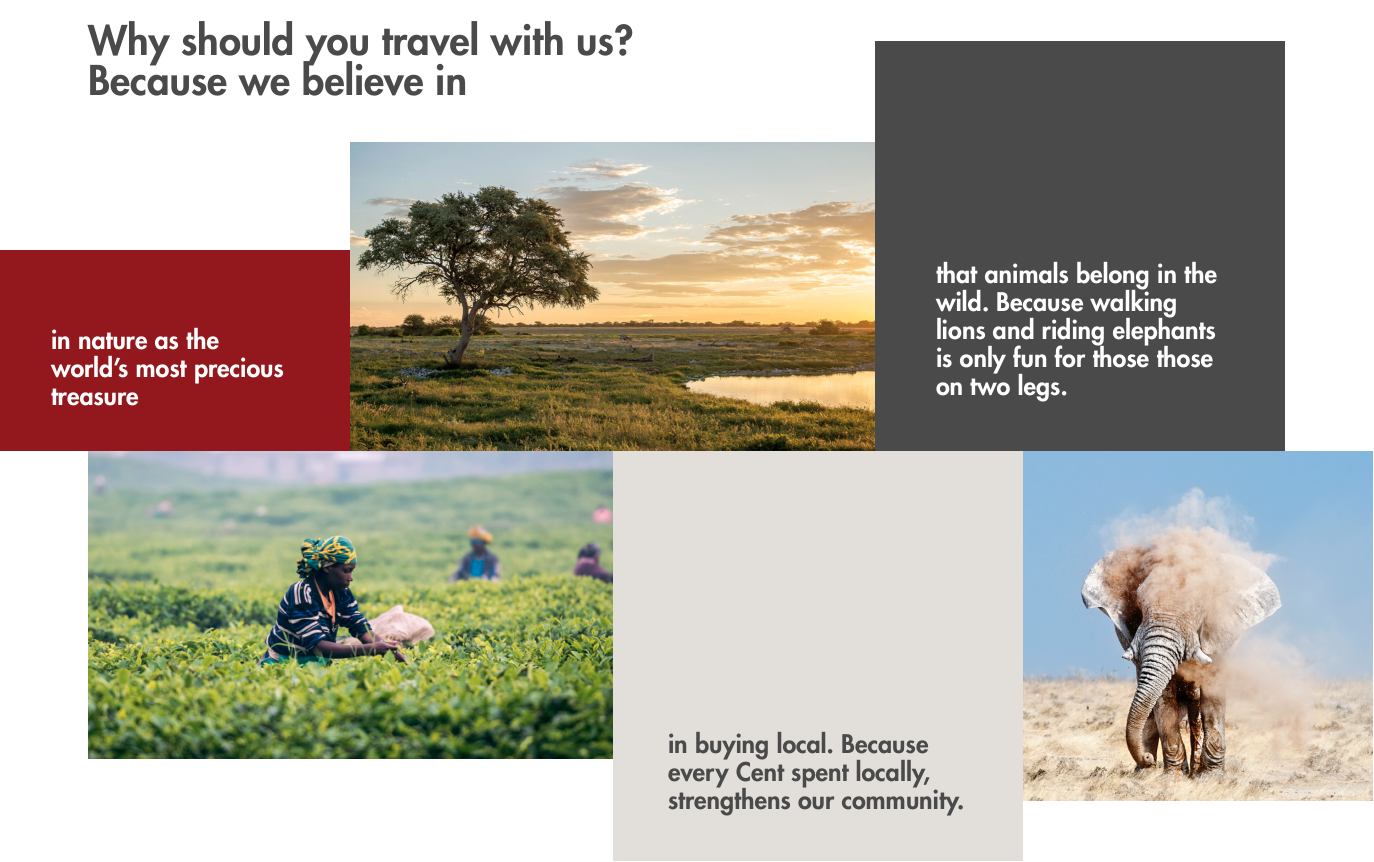 Why should you travel with us?
Because we believe in
in nature as the
world's most precious
treasure
that animals belong in the
wild. Because walking
lions and riding elephants
is only fun for those those
on two legs.
in buying local. Because
every Cent spent locally,
strengthens our community.